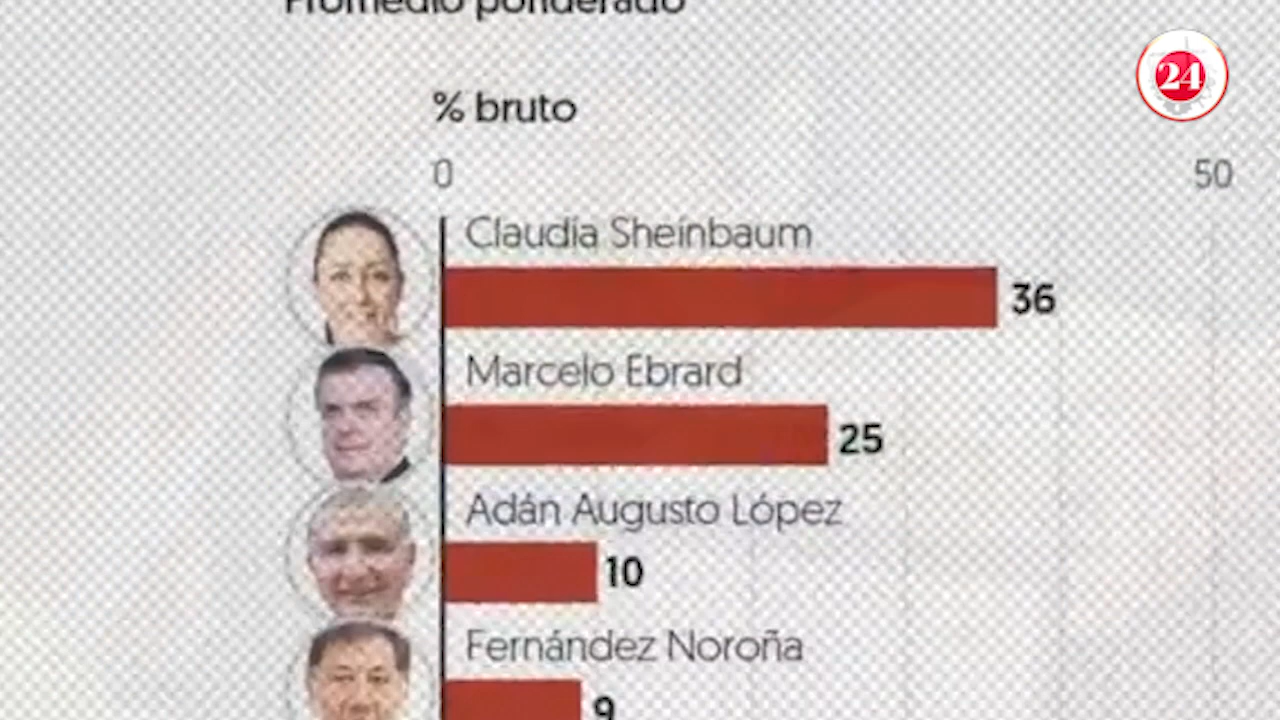 Promedio ponderado
24
% bruto
0 50
Claudia Sheinbaum
36
Marcelo Ebrard
25
Adán Augusto López
10
Fernández Noroña
9